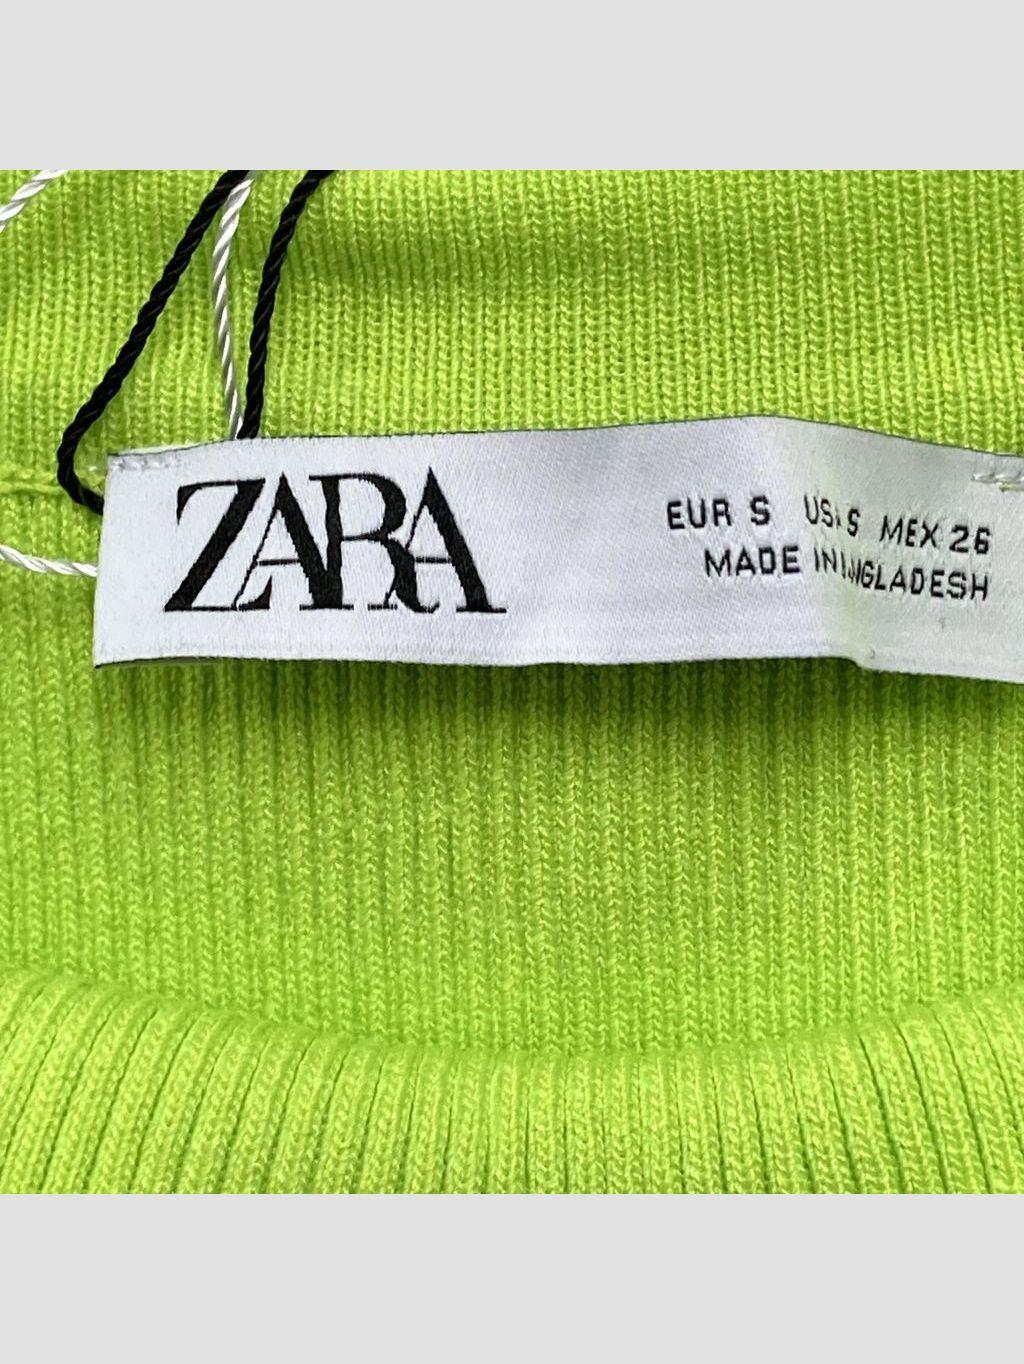 ZARA
EUR S US S MEX 26
MADE IN BANGLADESH